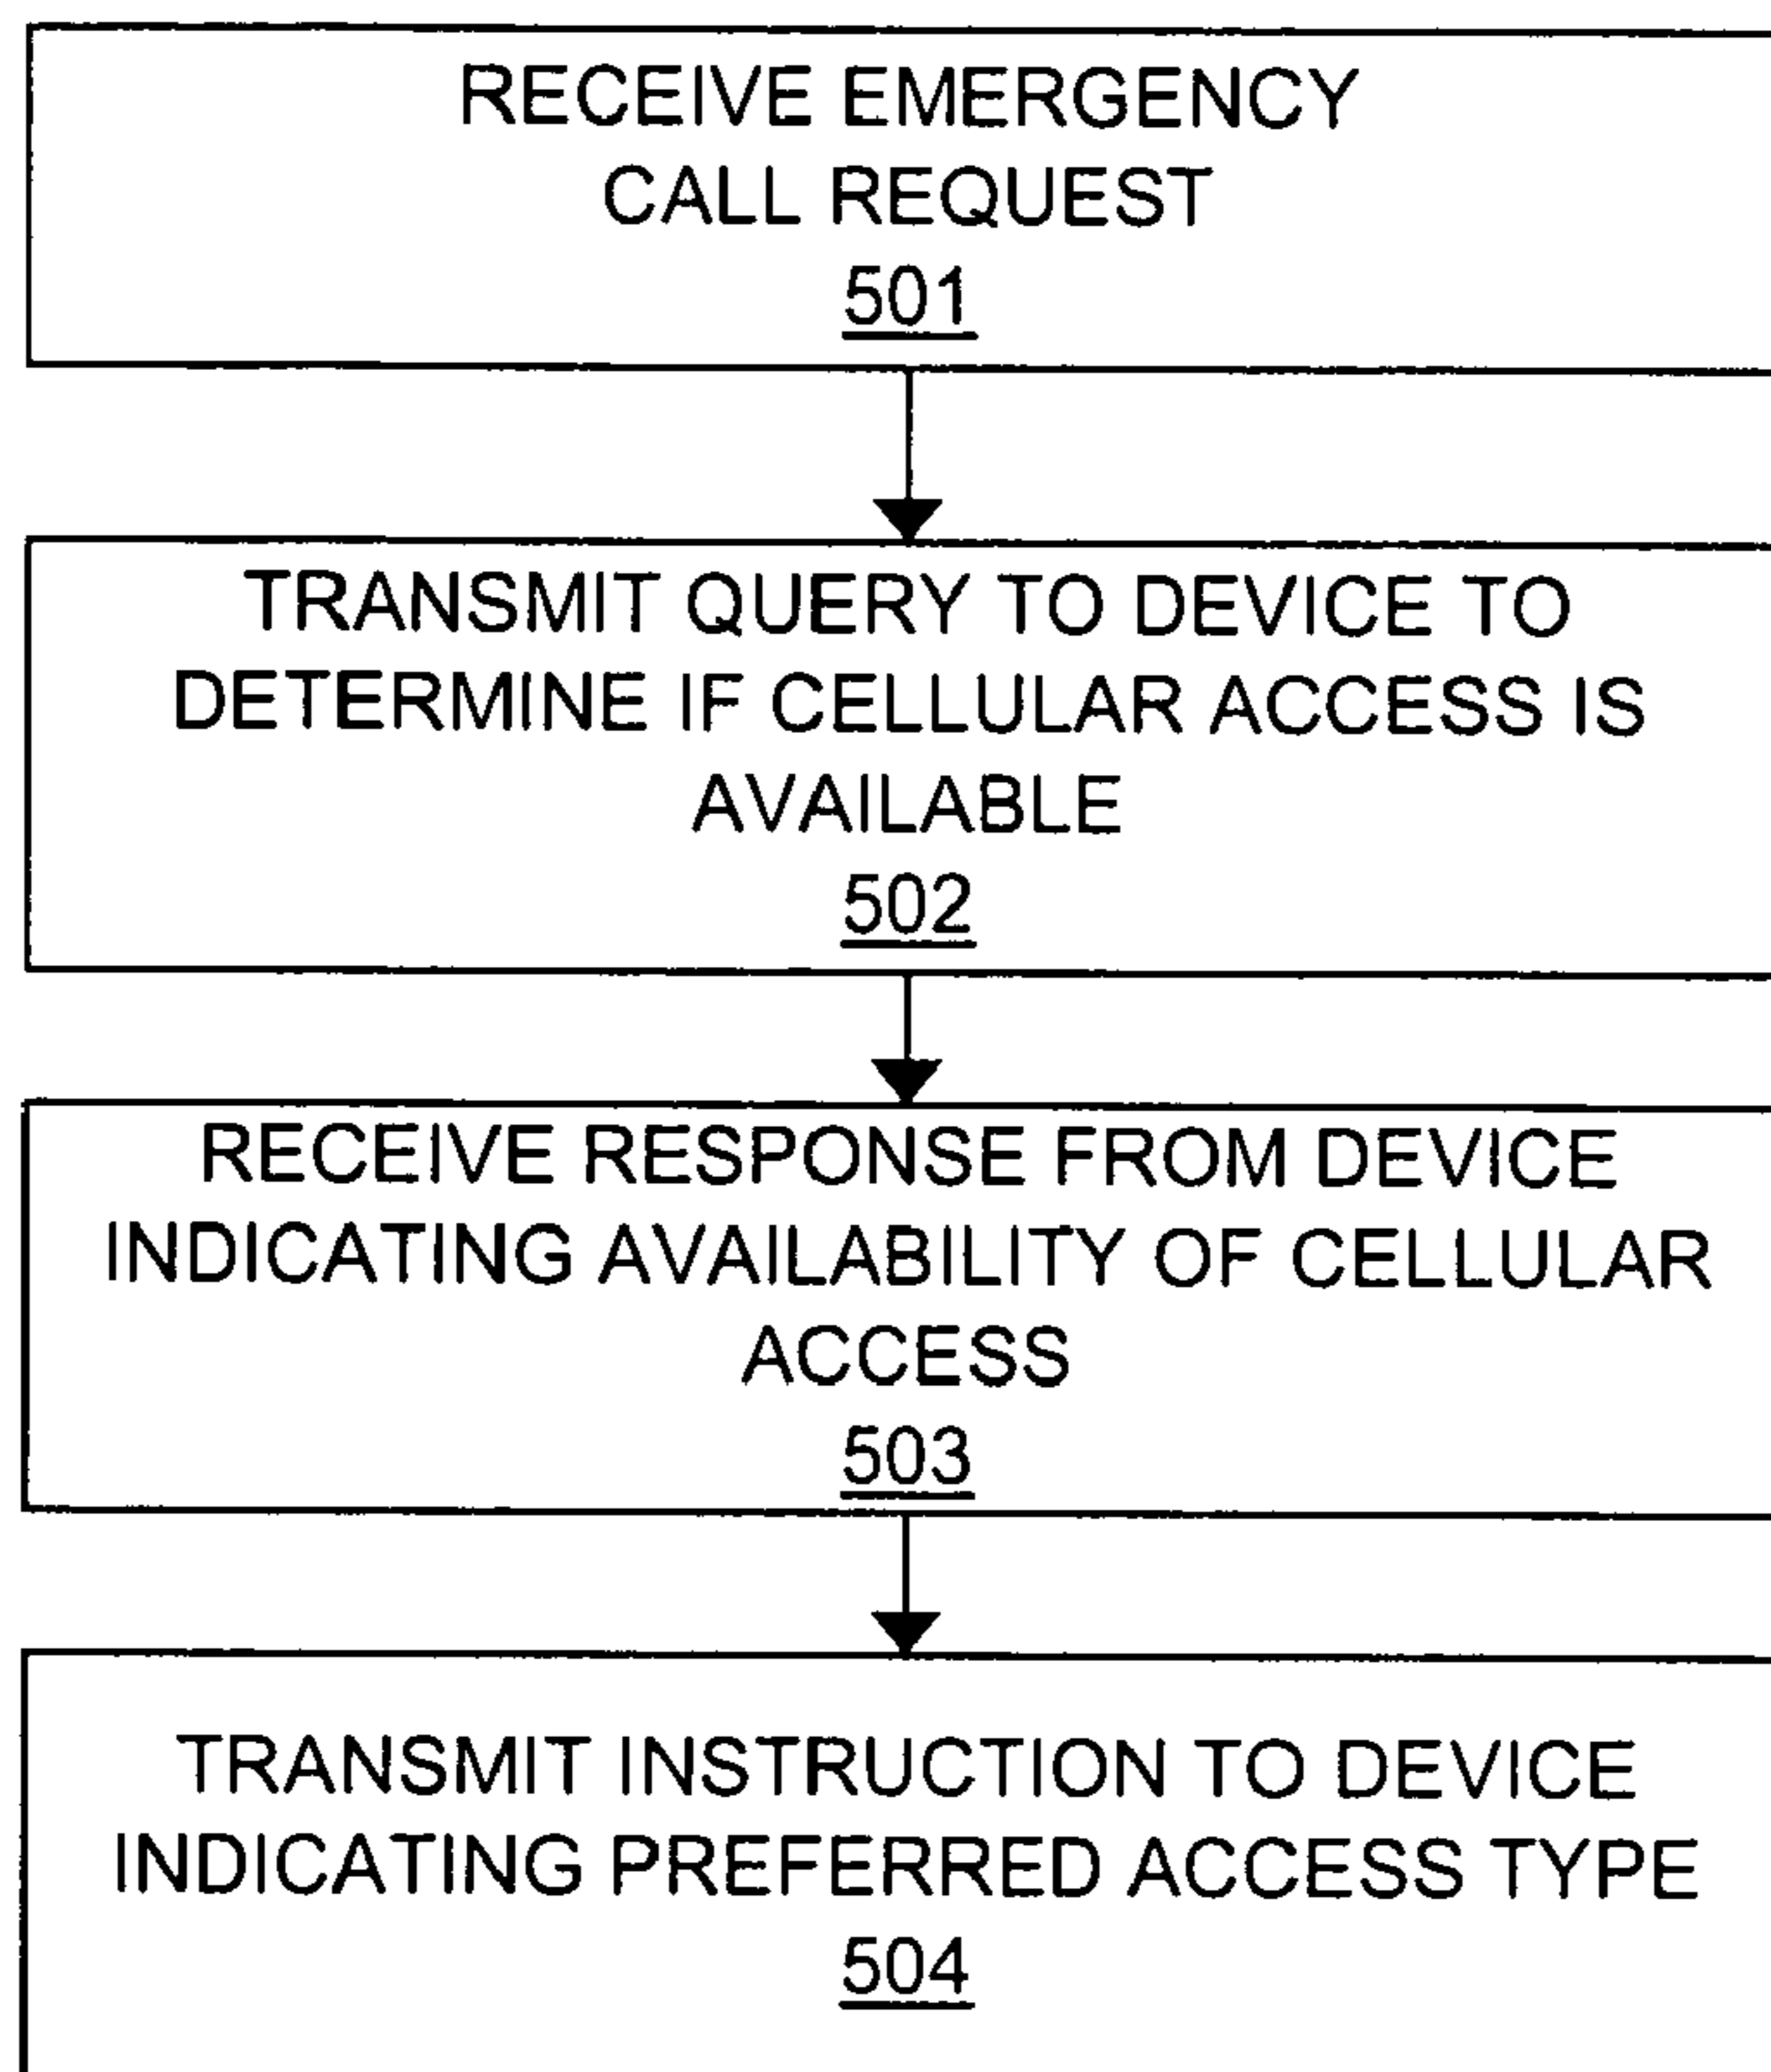 RECEIVE EMERGENCY
CALL REQUEST
501
TRANSMIT QUERY TO DEVICE TO
DETERMINE IF CELLULAR ACCESS IS
AVAILABLE
502
RECEIVE RESPONSE FROM DEVICE
INDICATING AVAILABILITY OF CELLULAR
ACCESS
503
TRANSMIT INSTRUCTION TO DEVICE
INDICATING PREFERRED ACCESS TYPE
504